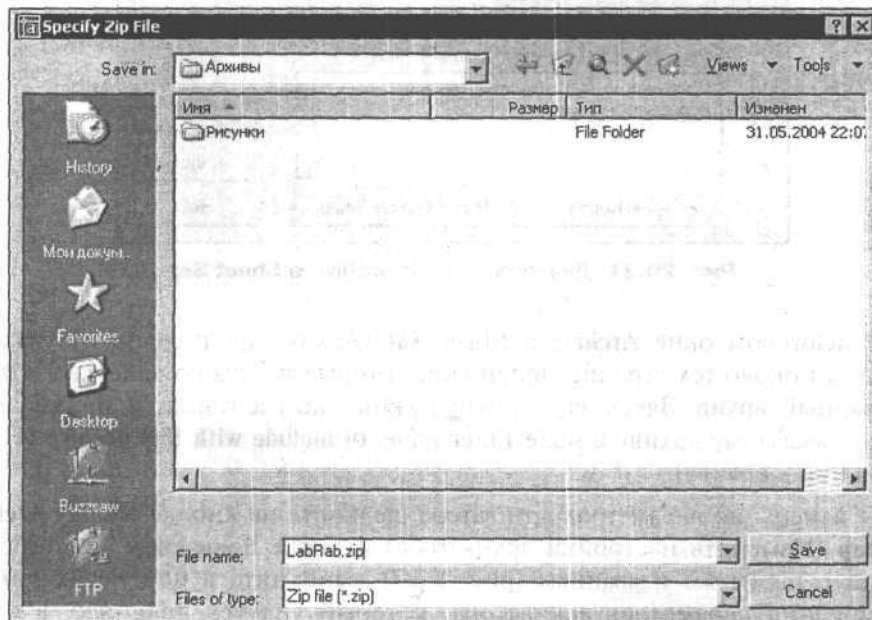 Specify Zip File
Save in: Архивы Views Tools
Имя Размер Тип Изменен
Рисунки File Folder 31.05.2004 22:07
History
Мои докум..
Favorites
Desktop
Buzzsaw
FTP
File name: LabRab.zip Save
Files of type: Zip file (*.zip) Cancel